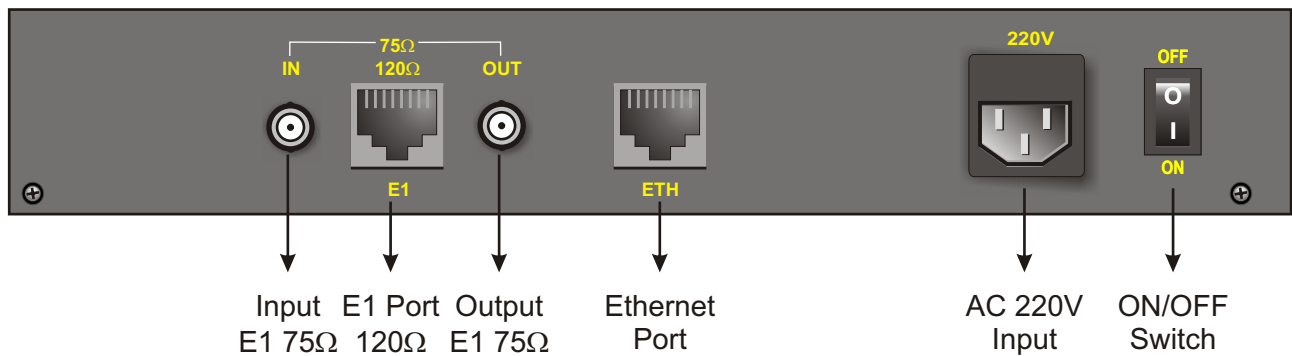 75Ω
IN 120Ω OUT
220V
OFF
O
I
ON
E1
ETH
Input
E1 75Ω
E1 Port
120Ω
Output
E1 75Ω
Ethernet
Port
AC 220V
Input
ON/OFF
Switch